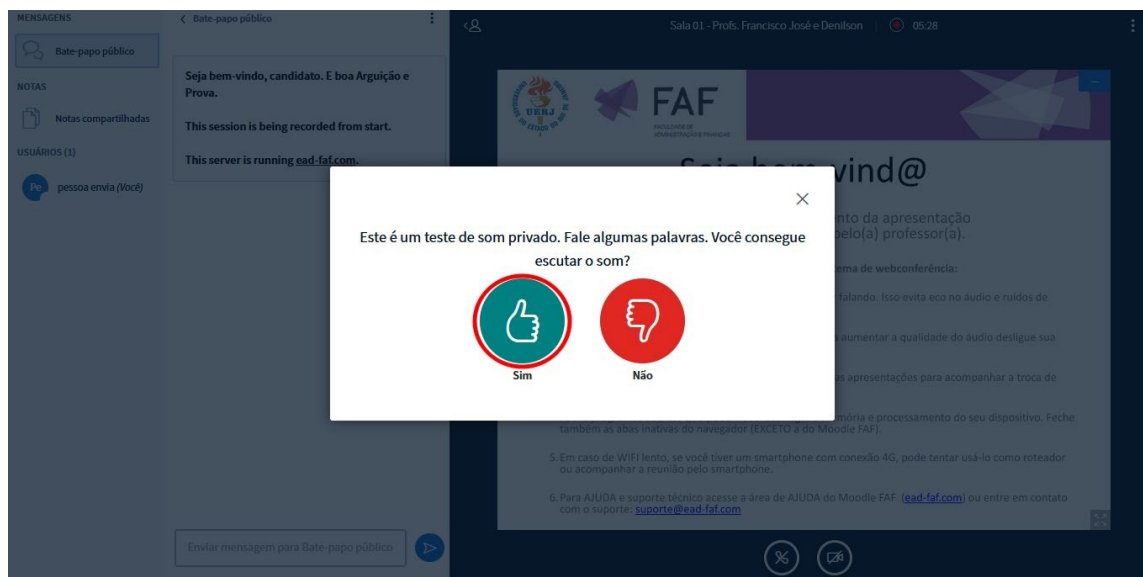 MENSAGENS
Bate-papo público
NOTAS
Notas compartilhadas
USUÁRIOS (1)
Pe
pessoa envia (Você)
Bate-papo público
Seja bem-vindo, candidato. E boa Arguição e
Prova.
This session is being recorded from start.
This server is running ead-faf.com.
Enviar mensagem para Bate-papo público
Sala 01 - Profs. Francisco José e Denilson
05:28
UERJ
FAF
FACULDADE DE
ADMINISTRAÇÃO E FINANÇAS
vind@
nto da apresentação
pelo(a) professor(a).
ema de webconferência:
falando. Isso evita eco no áudio e ruídos de
aumentar a qualidade do áudio desligue sua
as apresentações para acompanhar a troca de
mória e processamento do seu dispositivo. Feche
também as abas inativas do navegador (EXCETO a do Moodle FAF).
5. Em caso de WIFI lento, se você tiver um smartphone com conexão 4G, pode tentar usá-lo como roteador
ou acompanhar a reunião pelo smartphone.
6. Para AJUDA e suporte técnico acesse a área de AJUDA do Moodle FAF (ead-faf.com) ou entre em contato
com o suporte: suporte@ead-faf.com
Este é um teste de som privado. Fale algumas palavras. Você consegue
escutar o som?
Sim
Não